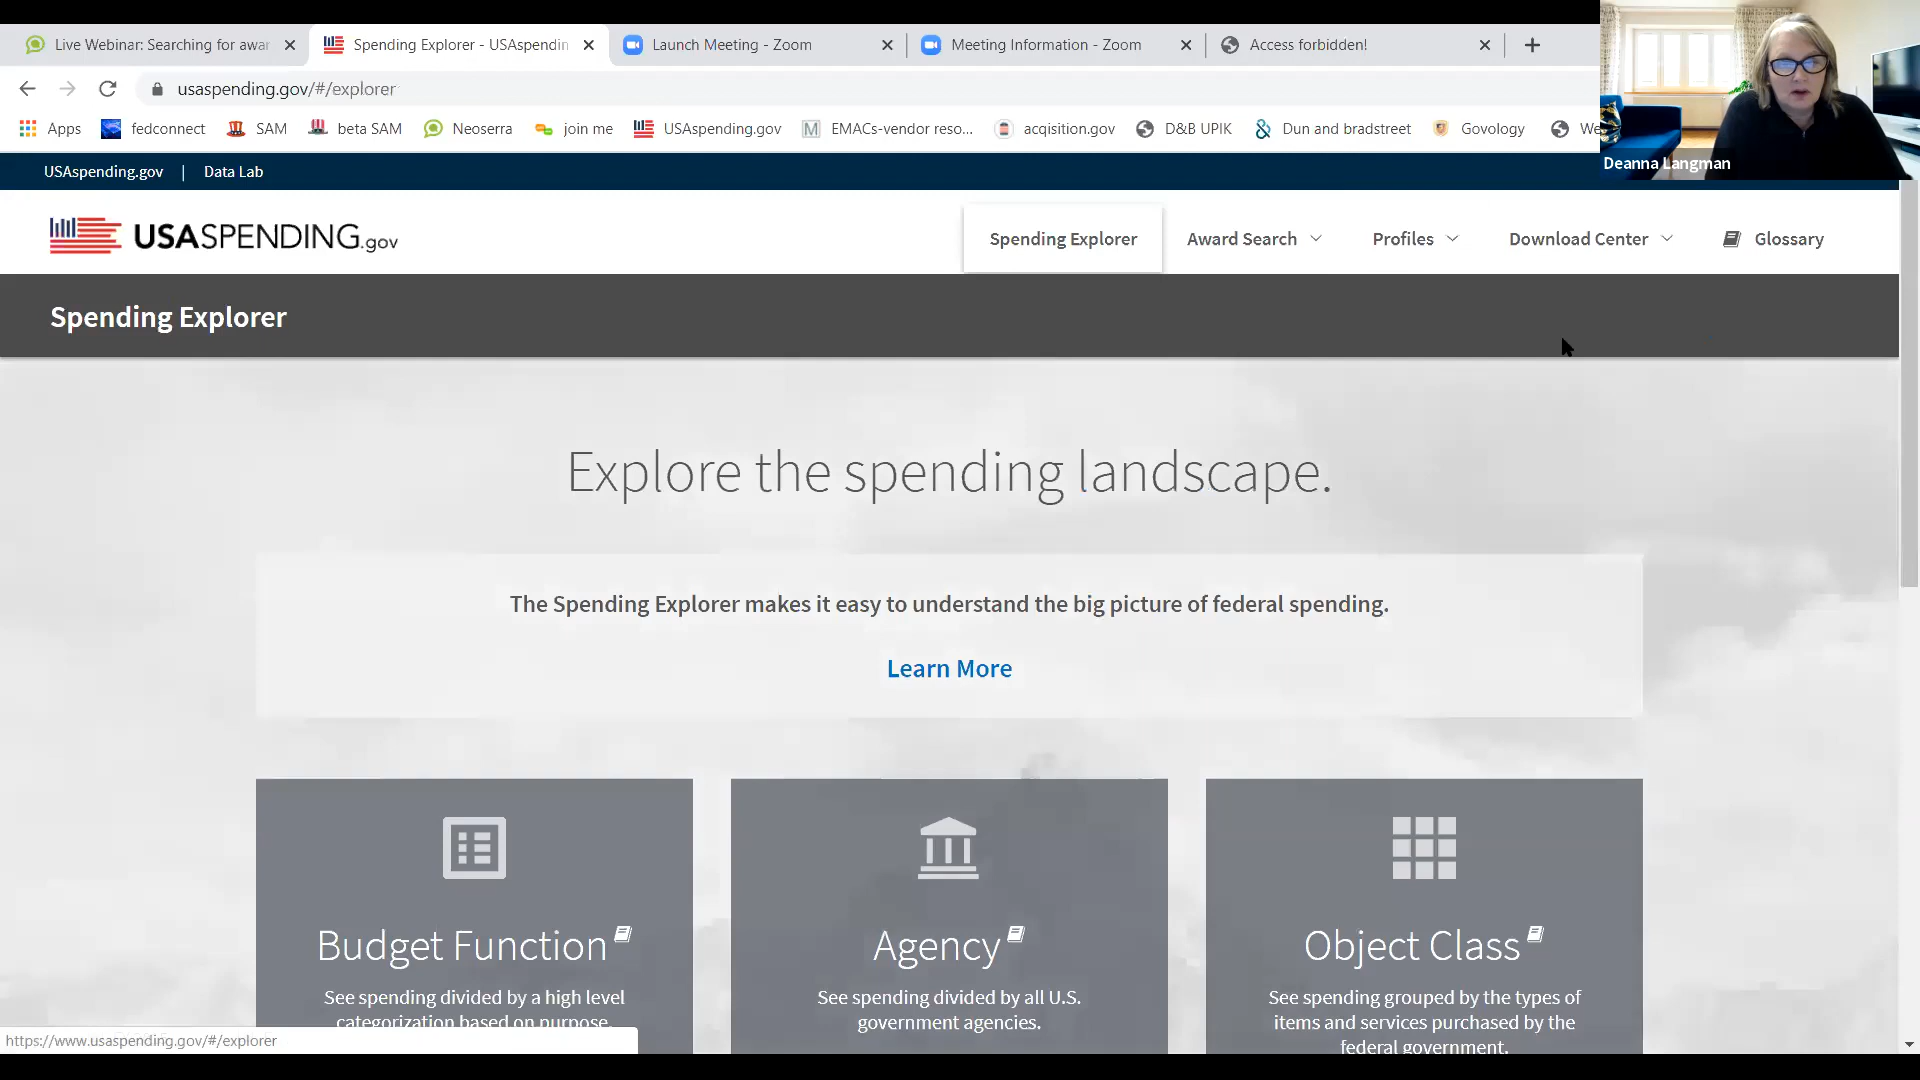 Live Webinar: Searching for awar
Spending Explorer - USAspendin
Launch Meeting - Zoom
Meeting Information - Zoom
Access forbidden!
usaspending.gov/#/explorer
Apps
fedconnect
SAM
beta SAM
Neoserra
join me
USAspending.gov
EMACs-vendor reso...
acqisition.gov
D&B UPIK
Dun and bradstreet
Govology
We
Deanna Langman
USAspending.gov | Data Lab
USASPENDING.gov
Spending Explorer
Award Search
Profiles
Download Center
Glossary
Spending Explorer
Explore the spending landscape.
The Spending Explorer makes it easy to understand the big picture of federal spending.
Learn More
Budget Function
See spending divided by a high level
categorization based on purpose.
Agency
See spending divided by all U.S.
government agencies.
Object Class
See spending grouped by the types of
items and services purchased by the
federal government.
https://www.usaspending.gov/#/explorer